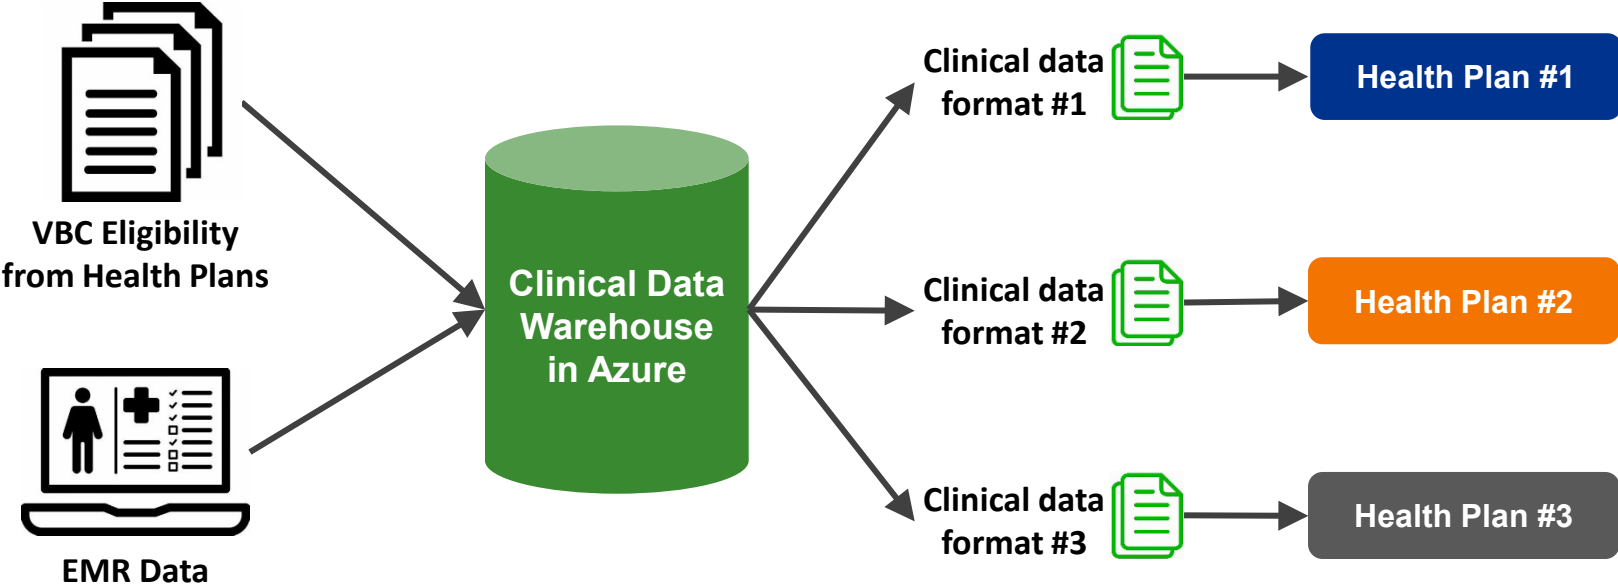 VBC Eligibility
from Health Plans
EMR Data
Clinical Data
Warehouse
in Azure
Clinical data
format #1
Health Plan #1
Clinical data
format #2
Health Plan #2
Clinical data
format #3
Health Plan #3